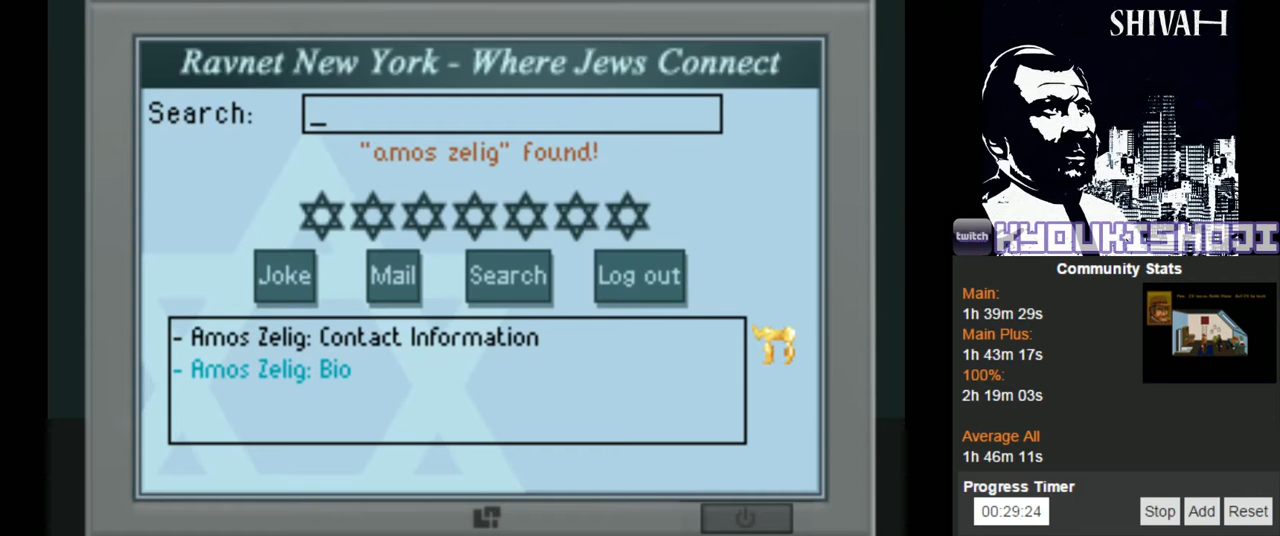 Ravnet New York - Where Jews Connect
Search: _
"amos zelig" found!
Joke Mail Search Log out
- Amos Zelig: Contact Information
- Amos Zelig: Bio
SHIVAH
twitch KYOUKISHOJI
Community Stats
Main:
1h 39m 29s
Main Plus:
1h 43m 17s
100%:
2h 19m 03s
Average All
1h 46m 11s
Progress Timer
00:29:24 Stop Add Reset